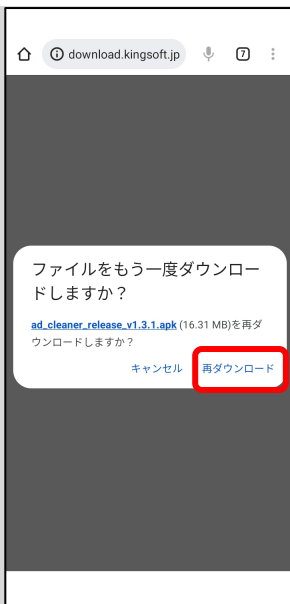 download.kingsoft.jp
7
ファイルをもう一度ダウンロー
ドしますか？
ad_cleaner_release_v1.3.1.apk (16.31 MB)を再ダ
ウンロードしますか？
キャンセル 再ダウンロード